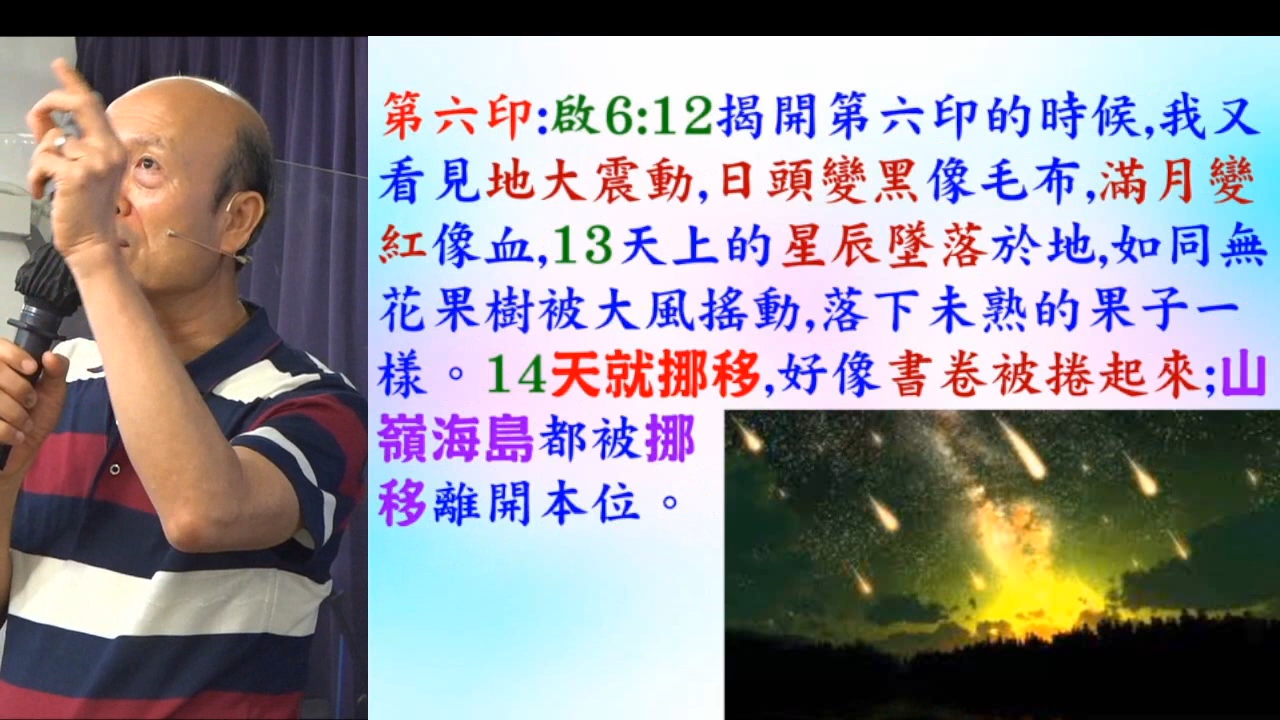 第六印:啟6:12揭開第六印的時候,我又
看見地大震動,日頭變黑像毛布,滿月變
紅像血,13天上的星辰墜落於地,如同無
花果樹被大風搖動,落下未熟的果子一
樣。14天就挪移,好像書卷被捲起來;山
嶺海島都被挪
移離開本位。